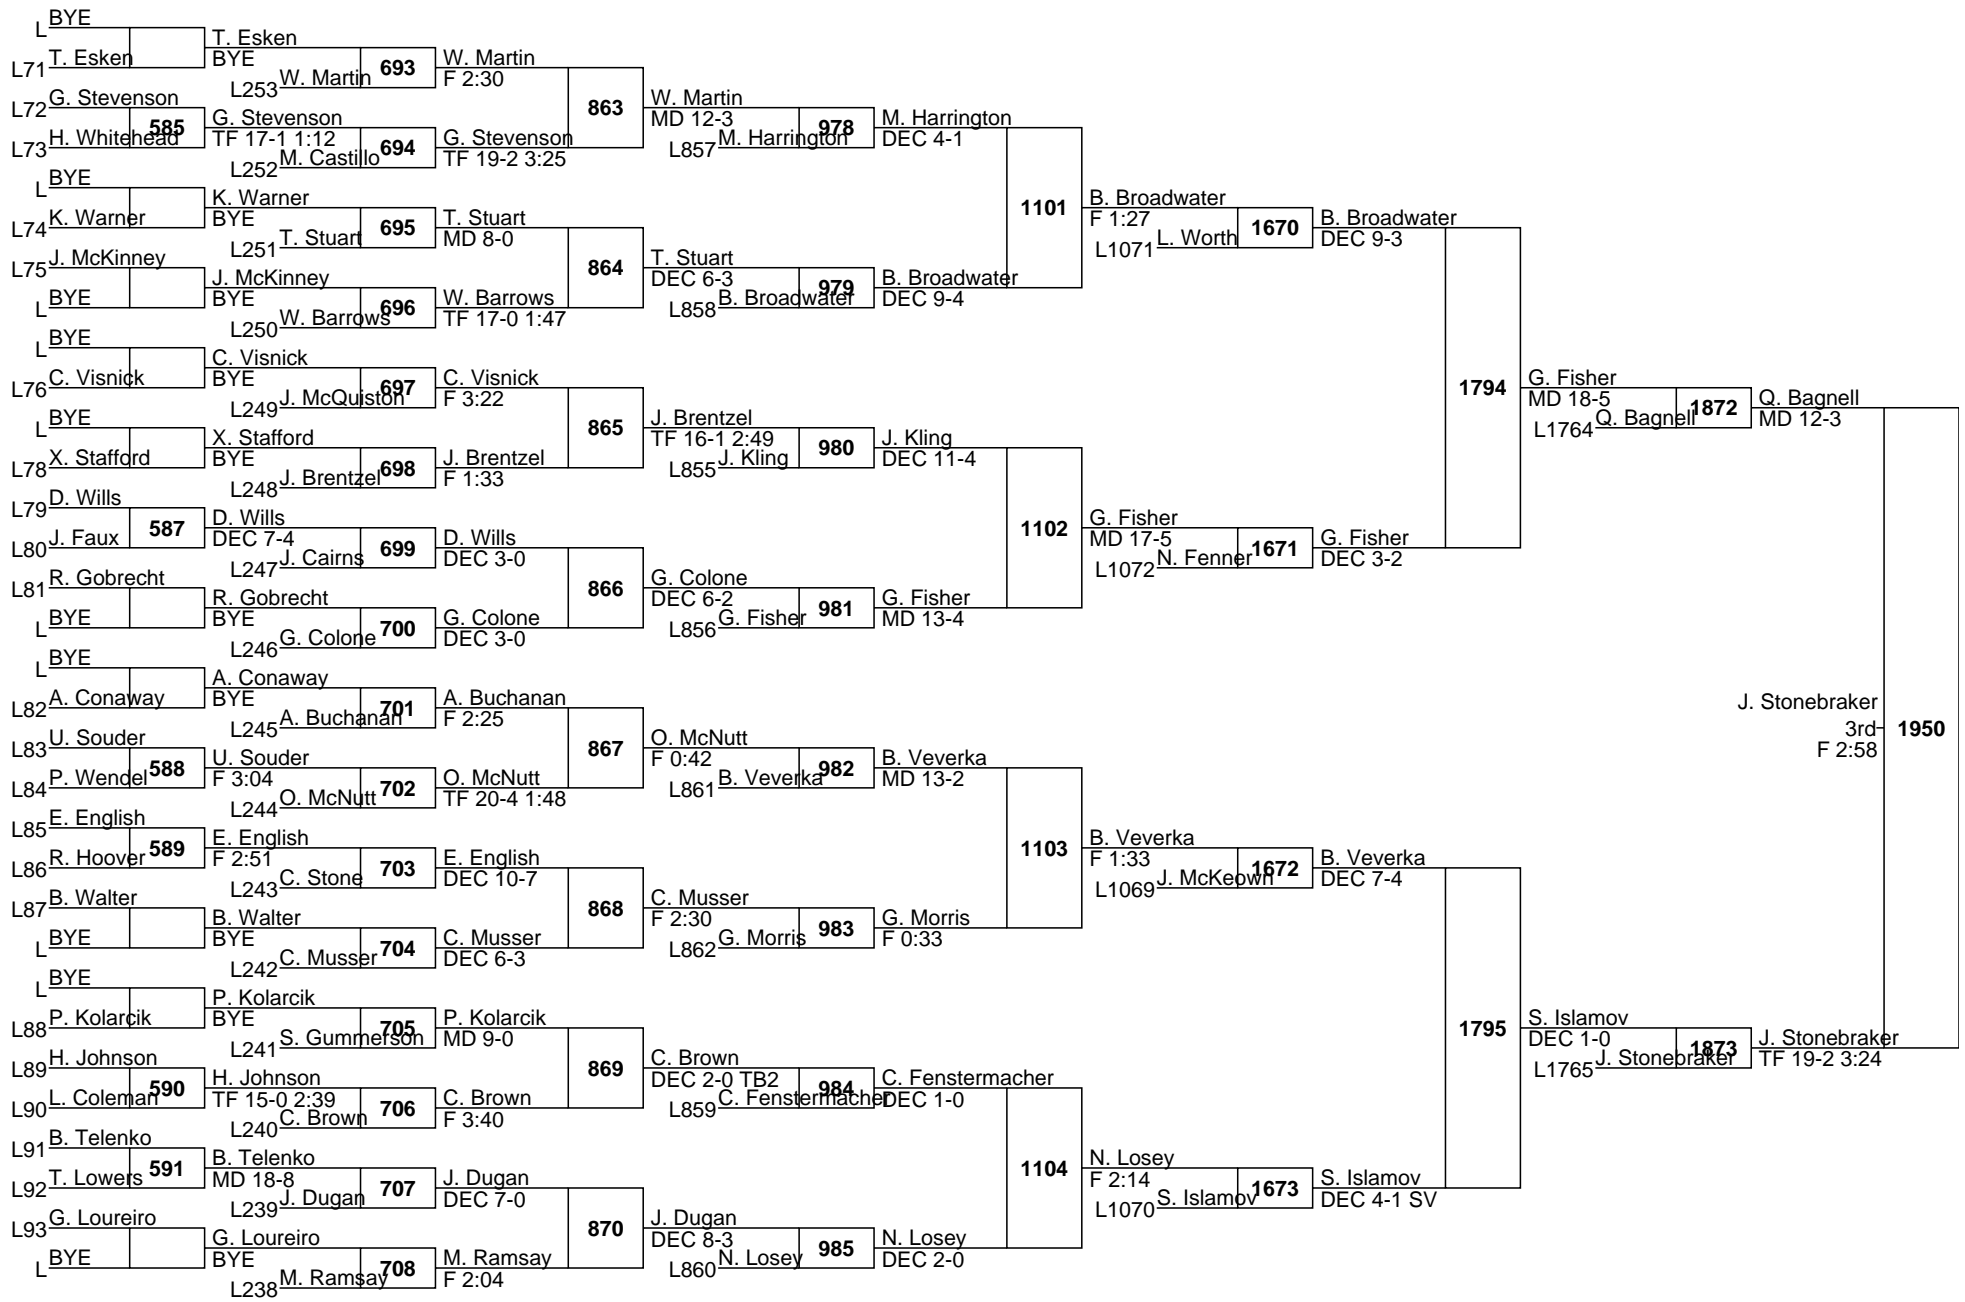 BYE
L
T. Esken
T. Esken
BYE
L71
W. Martin
L253
693
W. Martin
F 2:30
G. Stevenson
L72
863
W. Martin
MD 12-3
585
G. Stevenson
TF 17-1 1:12
H. Whitehead
L73
M. Castillo
L252
694
G. Stevenson
TF 19-2 3:25
M. Harrington
L857
978
M. Harrington
DEC 4-1
BYE
L
K. Warner
BYE
K. Warner
L74
T. Stuart
L251
695
T. Stuart
MD 8-0
1101
B. Broadwater
F 1:27
L. Worth
L1071
1670
B. Broadwater
DEC 9-3
J. McKinney
L75
864
T. Stuart
DEC 6-3
J. McKinney
BYE
BYE
L
W. Barrows
L250
696
W. Barrows
TF 17-0 1:47
B. Broadwater
L858
979
B. Broadwater
DEC 9-4
BYE
L
C. Visnick
BYE
C. Visnick
L76
J. McQuiston
L249
697
C. Visnick
F 3:22
1794
G. Fisher
MD 18-5
Q. Bagnell
L1764
1872
Q. Bagnell
MD 12-3
BYE
L
865
J. Brentzel
TF 16-1 2:49
X. Stafford
BYE
X. Stafford
L78
J. Brentzel
L248
698
J. Brentzel
F 1:33
J. Kling
L855
980
J. Kling
DEC 11-4
D. Wills
L79
587
D. Wills
DEC 7-4
J. Faux
L80
J. Cairns
L247
699
D. Wills
DEC 3-0
1102
G. Fisher
MD 17-5
N. Fenner
L1072
1671
G. Fisher
DEC 3-2
R. Gobrecht
L81
866
G. Colone
DEC 6-2
R. Gobrecht
BYE
BYE
L
G. Colone
L246
700
G. Colone
DEC 3-0
G. Fisher
L856
981
G. Fisher
MD 13-4
BYE
L
A. Conaway
BYE
A. Conaway
L82
A. Buchanan
L245
701
A. Buchanan
F 2:25
J. Stonebraker
3rd
F 2:58
1950
U. Souder
L83
867
O. McNutt
F 0:42
588
U. Souder
F 3:04
P. Wendel
L84
O. McNutt
L244
702
O. McNutt
TF 20-4 1:48
B. Veverka
L861
982
B. Veverka
MD 13-2
E. English
L85
589
E. English
F 2:51
R. Hoover
L86
C. Stone
L243
703
E. English
DEC 10-7
1103
B. Veverka
F 1:33
J. McKeown
L1069
1672
B. Veverka
DEC 7-4
B. Walter
L87
868
C. Musser
F 2:30
B. Walter
BYE
BYE
L
C. Musser
L242
704
C. Musser
DEC 6-3
G. Morris
L862
983
G. Morris
F 0:33
BYE
L
P. Kolarcik
BYE
P. Kolarcik
L88
S. Gummerson
L241
705
P. Kolarcik
MD 9-0
1795
S. Islamov
DEC 1-0
J. Stonebraker
L1765
1873
J. Stonebraker
TF 19-2 3:24
H. Johnson
L89
869
C. Brown
DEC 2-0 TB2
590
H. Johnson
TF 15-0 2:39
L. Coleman
L90
C. Brown
L240
706
C. Brown
F 3:40
C. Fenstermacher
L859
984
C. Fenstermacher
DEC 1-0
B. Telenko
L91
591
B. Telenko
MD 18-8
T. Lowers
L92
J. Dugan
L239
707
J. Dugan
DEC 7-0
1104
N. Losey
F 2:14
S. Islamov
L1070
1673
S. Islamov
DEC 4-1 SV
G. Loureiro
L93
870
J. Dugan
DEC 8-3
G. Loureiro
BYE
BYE
L
M. Ramsay
L238
708
M. Ramsay
F 2:04
N. Losey
L860
985
N. Losey
DEC 2-0